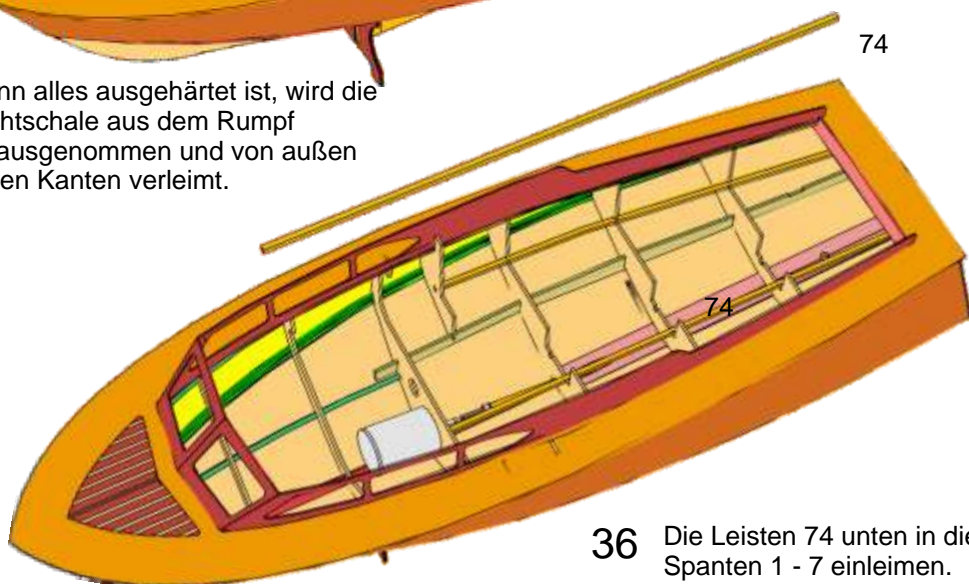 74
nn alles ausgehärtet ist, wird die
htschale aus dem Rumpf
ausgenommen und von außen
en Kanten verleimt.
74
36 Die Leisten 74 unten in die
Spanten 1 - 7 einleimen.